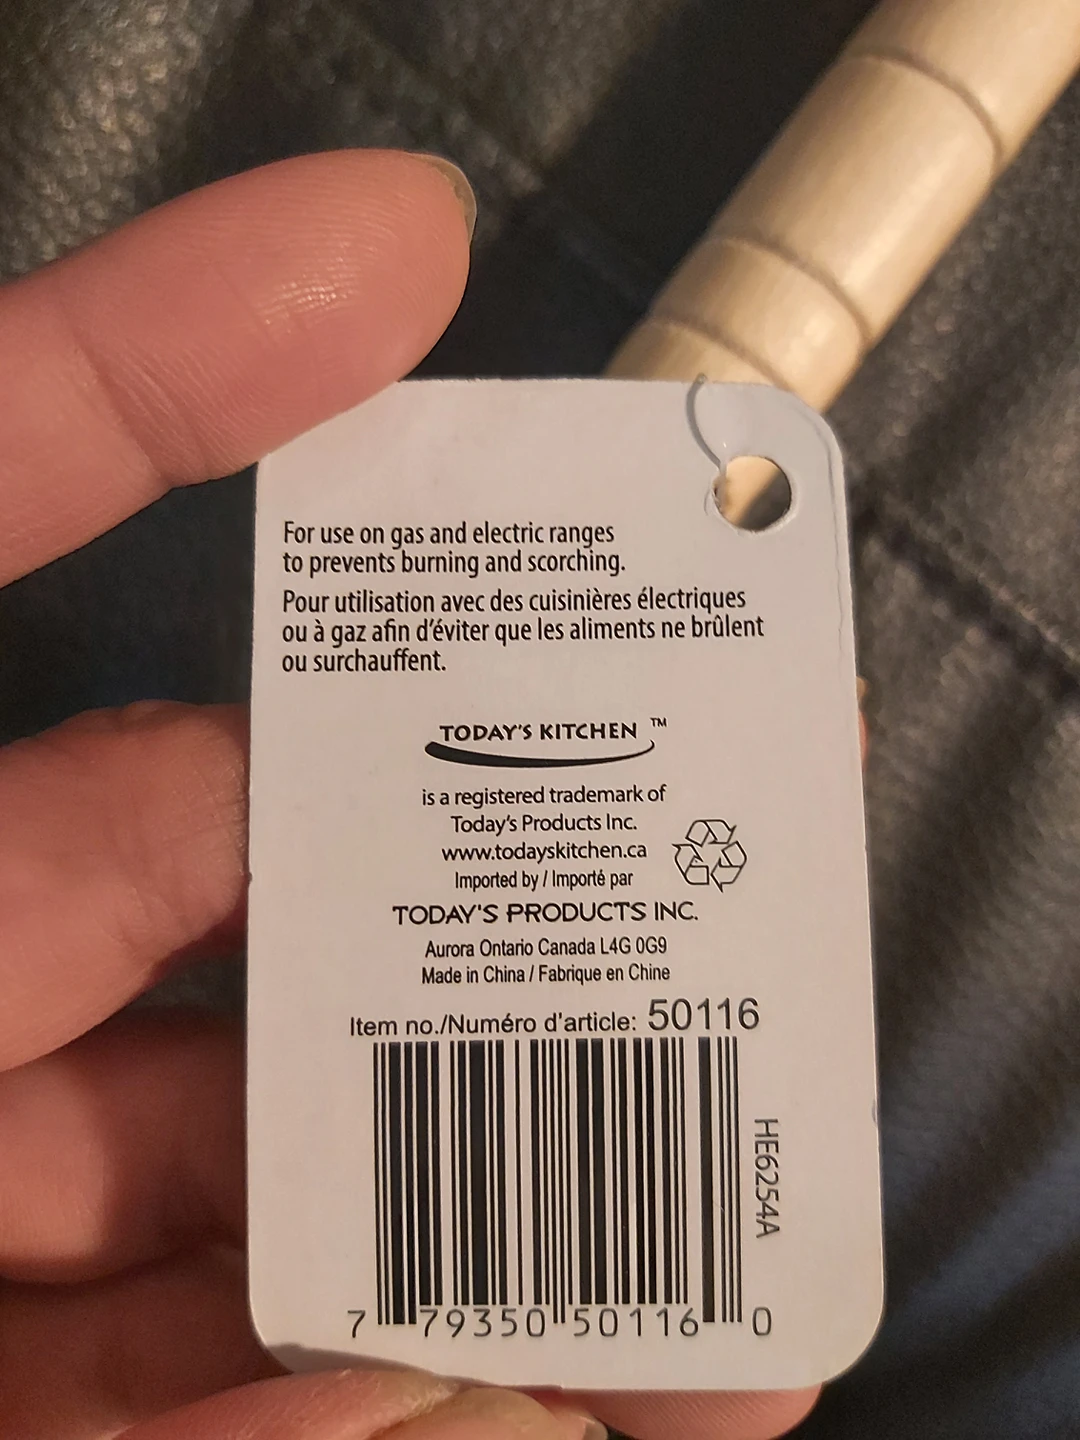 For use on gas and electric ranges
to prevents burning and scorching.
Pour utilisation avec des cuisinières électriques
ou à gaz afin d'éviter que les aliments ne brûlent
ou surchauffent.
TODAY'S KITCHEN ™
is a registered trademark of
Today's Products Inc.
www.todayskitchen.ca
Imported by / Importé par
TODAY'S PRODUCTS INC.
Aurora Ontario Canada L4G 0G9
Made in China / Fabrique en Chine
Item no./Numéro d'article: 50116
HE6254A
7 79350 50116 0